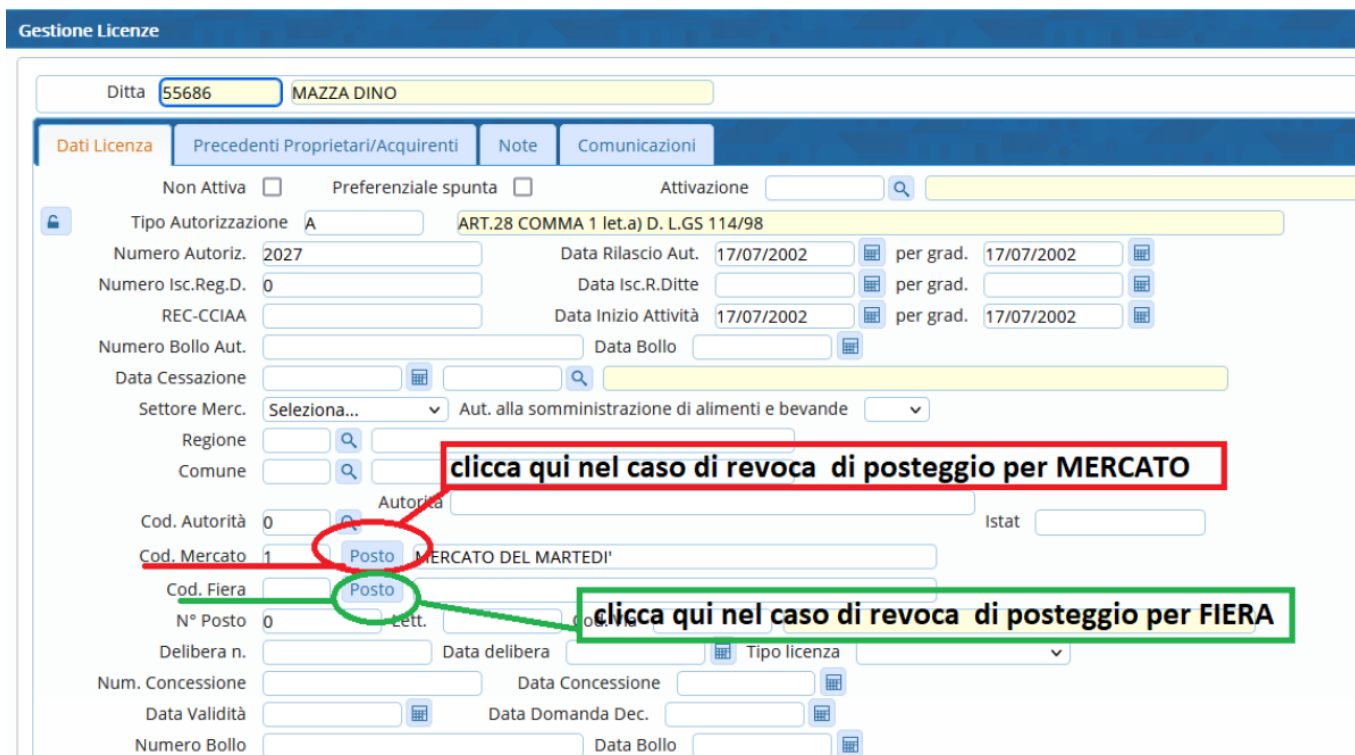 Gestione Licenze
Ditta 55686 MAZZA DINO
Dati Licenza Precedenti Proprietari/Acquirenti Note Comunicazioni
Non Attiva Preferenziale spunta Attivazione
Tipo Autorizzazione A ART.28 COMMA 1 let.a) D. L.GS 114/98
Numero Autoriz. 2027 Data Rilascio Aut. 17/07/2002 per grad. 17/07/2002
Numero Isc.Reg.D. 0 Data Isc.R.Ditte per grad.
REC-CCIAA Data Inizio Attività 17/07/2002 per grad. 17/07/2002
Numero Bollo Aut. Data Bollo
Data Cessazione
Settore Merc. Seleziona... Aut. alla somministrazione di alimenti e bevande
Regione
clicca qui nel caso di revoca di posteggio per MERCATO
Comune
Autorità
Cod. Autorità 0 Istat
Cod. Mercato 1 Posto MERCATO DEL MARTEDI'
Cod. Fiera Posto
clicca qui nel caso di revoca di posteggio per FIERA
N° Posto 0 Lett. Cod. Via
Delibera n. Data delibera Tipo licenza
Num. Concessione Data Concessione
Data Validità Data Domanda Dec.
Numero Bollo Data Bollo